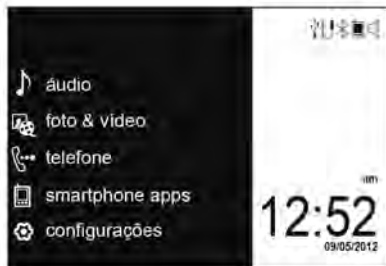 áudio
foto & vídeo
telefone
smartphone apps
configurações
am
12:52
09/05/2012